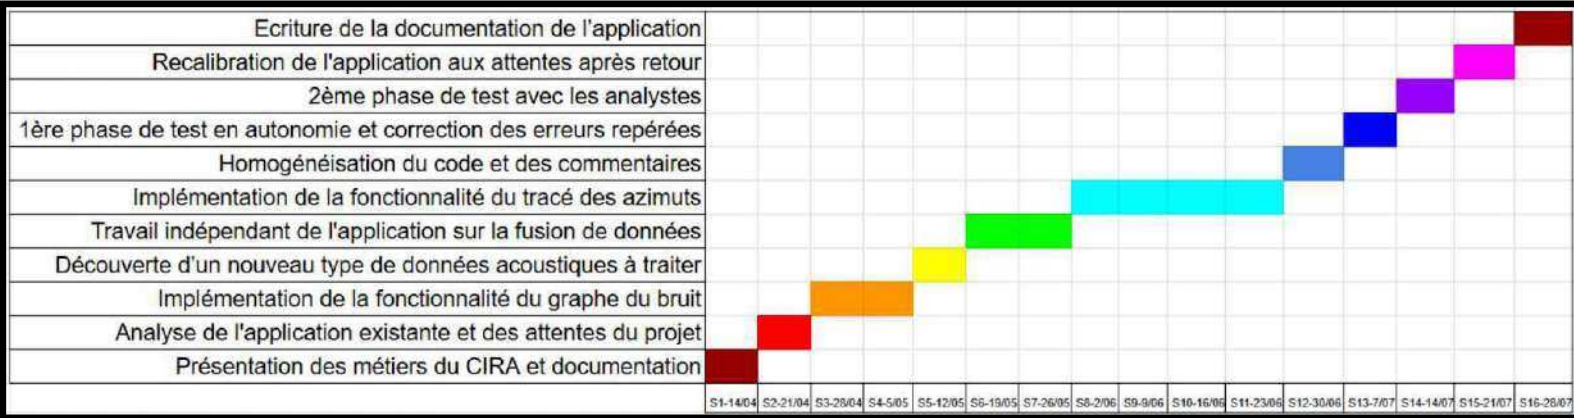 Ecriture de la documentation de l'application
Recalibration de l'application aux attentes après retour
2ème phase de test avec les analystes
1ère phase de test en autonomie et correction des erreurs repérées
Homogénéisation du code et des commentaires
Implémentation de la fonctionnalité du tracé des azimuts
Travail indépendant de l'application sur la fusion de données
Découverte d'un nouveau type de données acoustiques à traiter
Implémentation de la fonctionnalité du graphe du bruit
Analyse de l'application existante et des attentes du projet
Présentation des métiers du CIRA et documentation
S1-14/04 S2-21/04 S3-28/04 S4-5/05 S5-12/05 S6-19/05 S7-26/05 S8-2/06 S9-9/06 S10-16/06 S11-23/06 S12-30/06 S13-7/07 S14-14/07 S15-21/07 S16-28/07